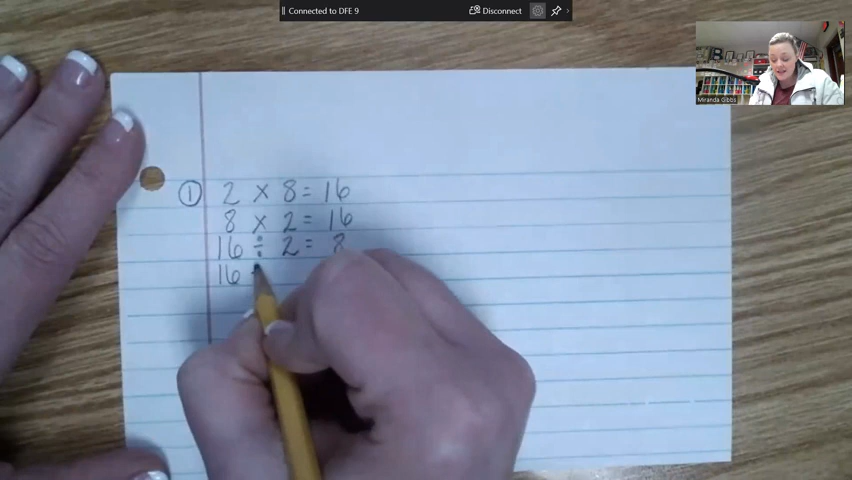 Connected to DFE 9
Disconnect
Miranda Gibbs
① 2 × 8 = 16
8 × 2 = 16
16 ÷ 2 = 8
16